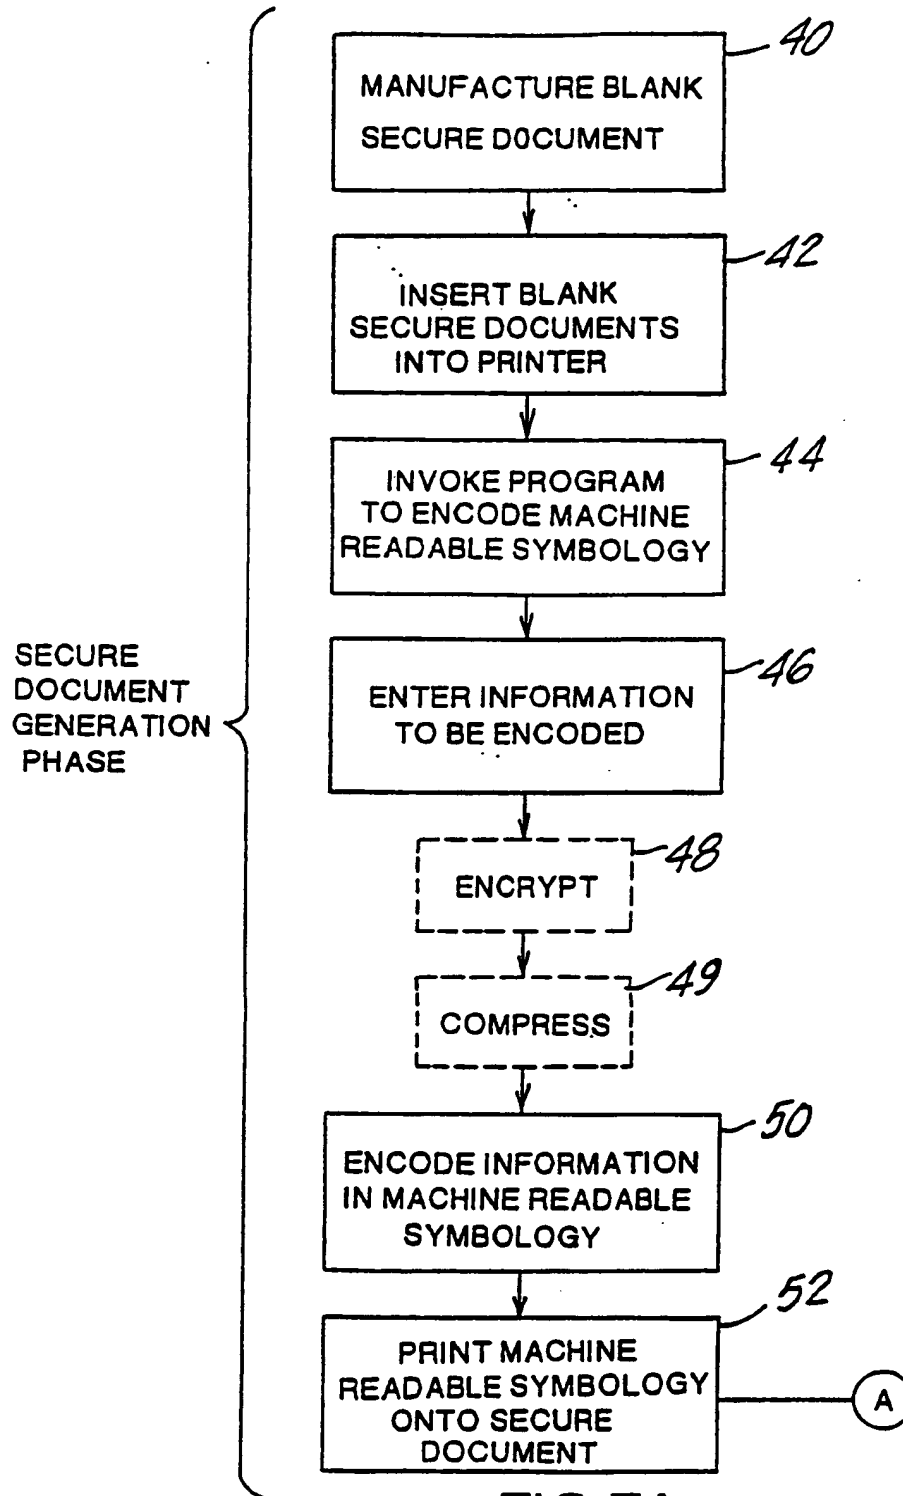 40
MANUFACTURE BLANK
SECURE DOCUMENT
42
INSERT BLANK
SECURE DOCUMENTS
INTO PRINTER
44
INVOKE PROGRAM
TO ENCODE MACHINE
READABLE SYMBOLOGY
SECURE
DOCUMENT
GENERATION
PHASE
46
ENTER INFORMATION
TO BE ENCODED
48
ENCRYPT
49
COMPRESS
50
ENCODE INFORMATION
IN MACHINE READABLE
SYMBOLOGY
52
PRINT MACHINE
READABLE SYMBOLOGY
ONTO SECURE
DOCUMENT
A